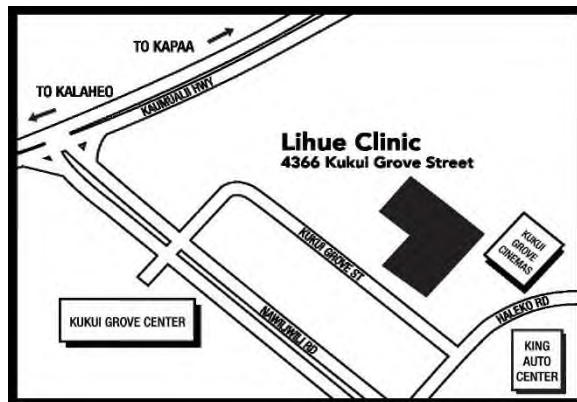 TO KAPAA
TO KALAHEO
KAUMUALII HWY
Lihue Clinic
4366 Kukui Grove Street
KUKUI GROVE ST
KUKUI
GROVE
CINEMAS
HALEKO RD
KUKUI GROVE CENTER
NAWILIWILI RD
KING
AUTO
CENTER